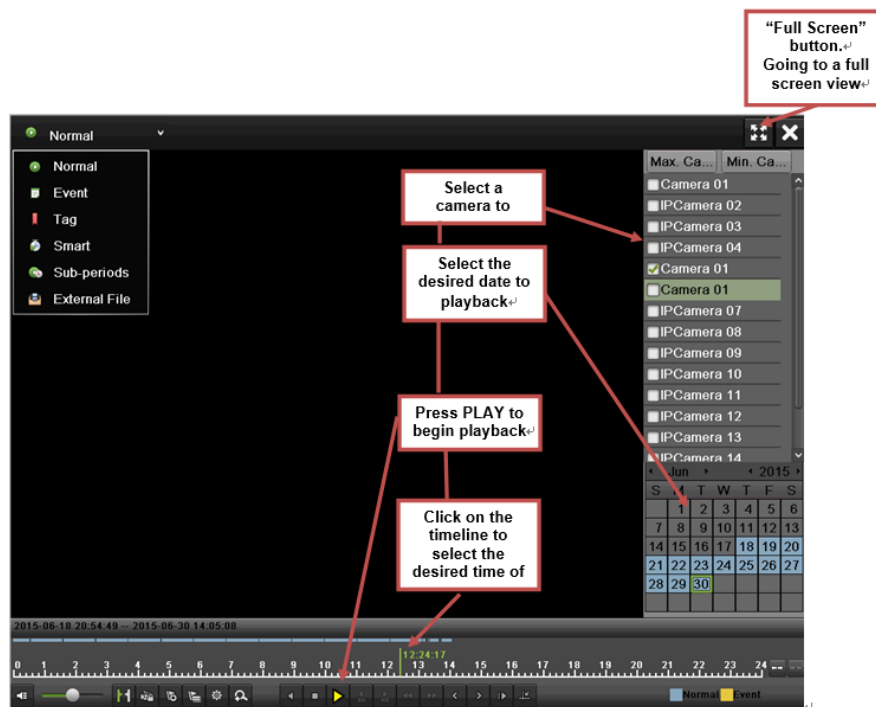 “Full Screen”
button.
Going to a full
screen view
Normal
Normal
Event
Tag
Smart
Sub-periods
External File
Select a
camera to
Select the
desired date to
playback
Press PLAY to
begin playback
Click on the
timeline to
select the
desired time of
Max. Ca... Min. Ca...
Camera 01
IPCamera 02
IPCamera 03
IPCamera 04
Camera 01
Camera 01
IPCamera 07
IPCamera 08
IPCamera 09
IPCamera 10
IPCamera 11
IPCamera 12
IPCamera 13
IPCamera 14
Jun 2015
S M T W T F S
1 2 3 4 5 6
7 8 9 10 11 12 13
14 15 16 17 18 19 20
21 22 23 24 25 26 27
28 29 30
2015-06-18 20:54:49 -- 2015-06-30 14:05:08
12:24:17
0 1 2 3 4 5 6 7 8 9 10 11 12 13 14 15 16 17 18 19 20 21 22 23 24
Normal Event